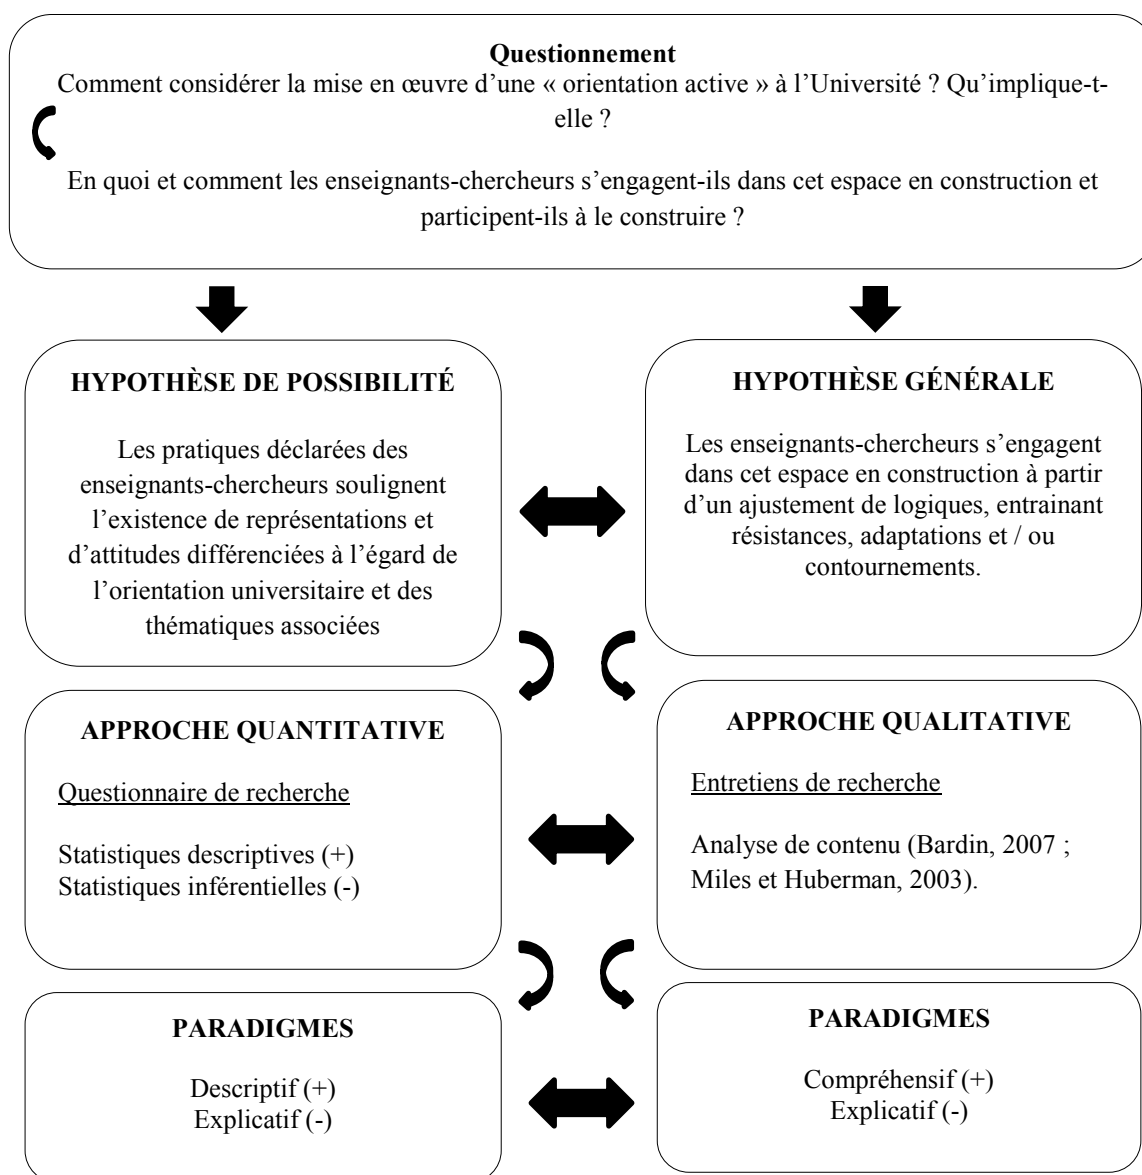 Questionnement
Comment considérer la mise en œuvre d’une « orientation active » à l’Université ? Qu’implique-t-
elle ?
En quoi et comment les enseignants-chercheurs s’engagent-ils dans cet espace en construction et
participent-ils à le construire ?
HYPOTHÈSE DE POSSIBILITÉ
Les pratiques déclarées des
enseignants-chercheurs soulignent
l’existence de représentations et
d’attitudes différenciées à l’égard de
l’orientation universitaire et des
thématiques associées
HYPOTHÈSE GÉNÉRALE
Les enseignants-chercheurs s’engagent
dans cet espace en construction à partir
d’un ajustement de logiques, entrainant
résistances, adaptations et / ou
contournements.
APPROCHE QUANTITATIVE
Questionnaire de recherche
Statistiques descriptives (+)
Statistiques inférentielles (-)
APPROCHE QUALITATIVE
Entretiens de recherche
Analyse de contenu (Bardin, 2007 ;
Miles et Huberman, 2003).
PARADIGMES
Descriptif (+)
Explicatif (-)
PARADIGMES
Compréhensif (+)
Explicatif (-)